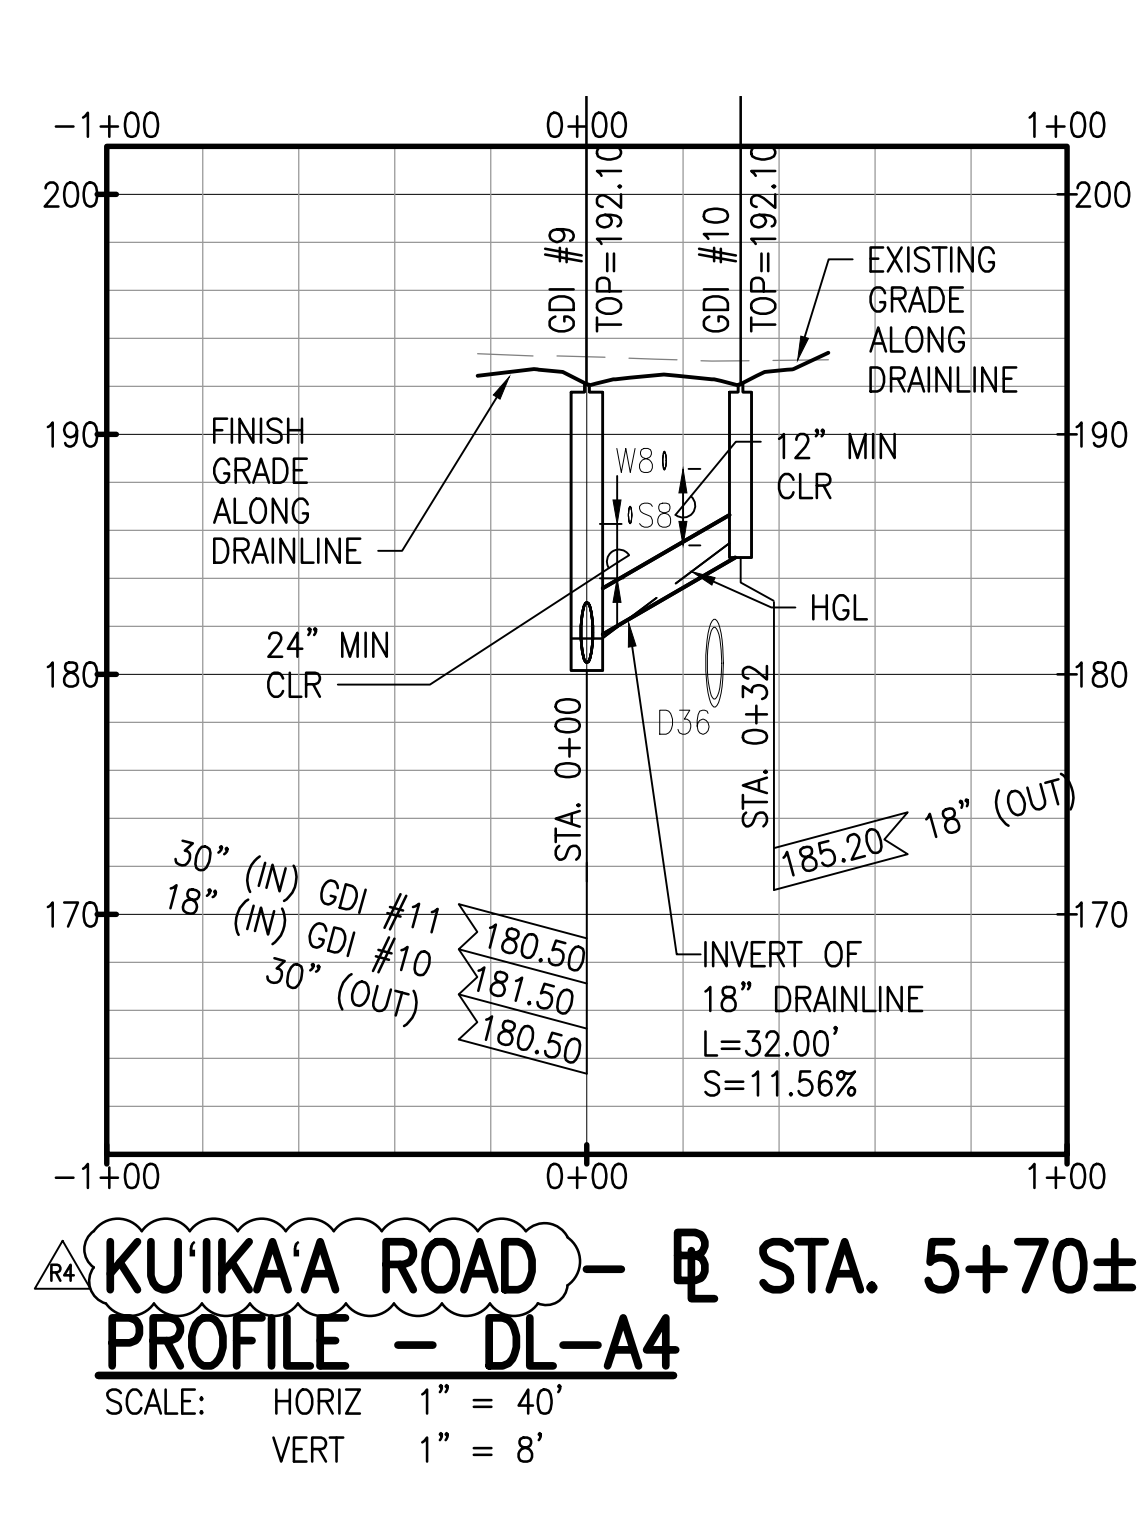 -1+00 0+00 1+00
200 200
GDI #9
TOP=192.10
GDI #10
TOP=192.10
EXISTING
GRADE
ALONG
DRAINLINE
FINISH
GRADE
ALONG
DRAINLINE
190 190
W8
S8
12” MIN
CLR
HGL
24” MIN
CLR
180 180
D36
STA. 0+00
STA. 0+32
185.20 18” (OUT)
30” (IN) GDI #11 180.50
18” (IN) GDI #10 181.50
30” (OUT) 180.50
170 170
INVERT OF
18” DRAINLINE
L=32.00’
S=11.56%
-1+00 0+00 1+00
R4 KU‘IKA‘A ROAD - BL STA. 5+70±
PROFILE - DL-A4
SCALE: HORIZ 1” = 40’
VERT 1” = 8’